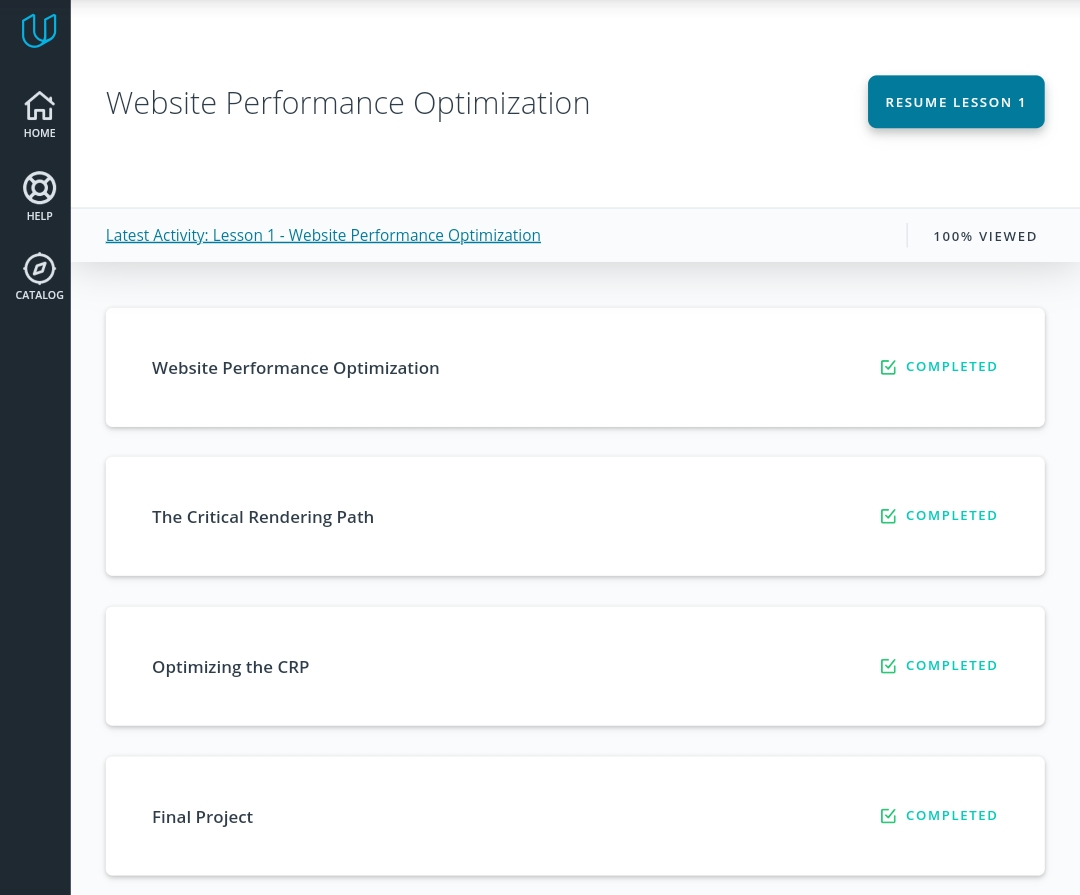 HOME
HELP
CATALOG
Website Performance Optimization
RESUME LESSON 1
Latest Activity: Lesson 1 - Website Performance Optimization
100% VIEWED
Website Performance Optimization
COMPLETED
The Critical Rendering Path
COMPLETED
Optimizing the CRP
COMPLETED
Final Project
COMPLETED